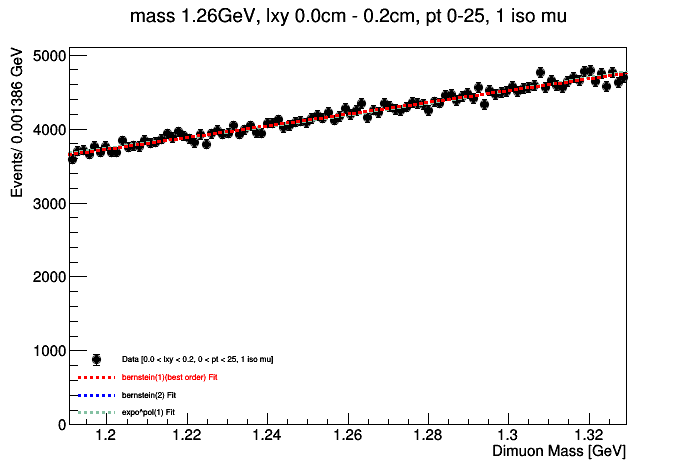 mass 1.26GeV, lxy 0.0cm - 0.2cm, pt 0-25, 1 iso mu
Events/ 0.001386 GeV
5000
4000
3000
2000
1000
0
Data [0.0 < lxy < 0.2, 0 < pt < 25, 1 iso mu]
bernstein(1)(best order) Fit
bernstein(2) Fit
expo^pol(1) Fit
1.2 1.22 1.24 1.26 1.28 1.3 1.32
Dimuon Mass [GeV]